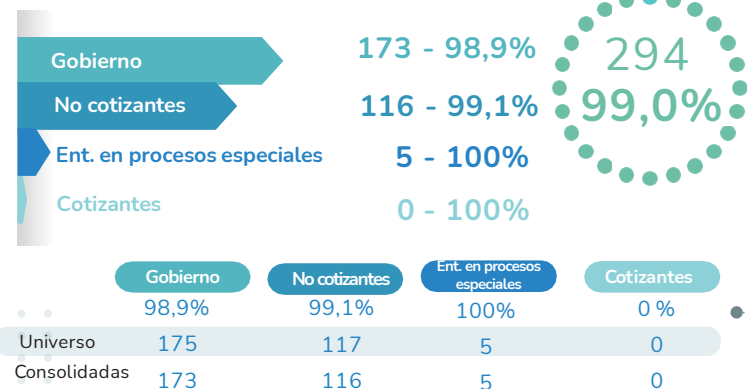 Gobierno 173 - 98,9%
No cotizantes 116 - 99,1%
Ent. en procesos especiales 5 - 100%
Cotizantes 0 - 100%
294
99,0%
Gobierno No cotizantes Ent. en procesos especiales Cotizantes
98,9% 99,1% 100% 0 %
Universo 175 117 5 0
Consolidadas 173 116 5 0